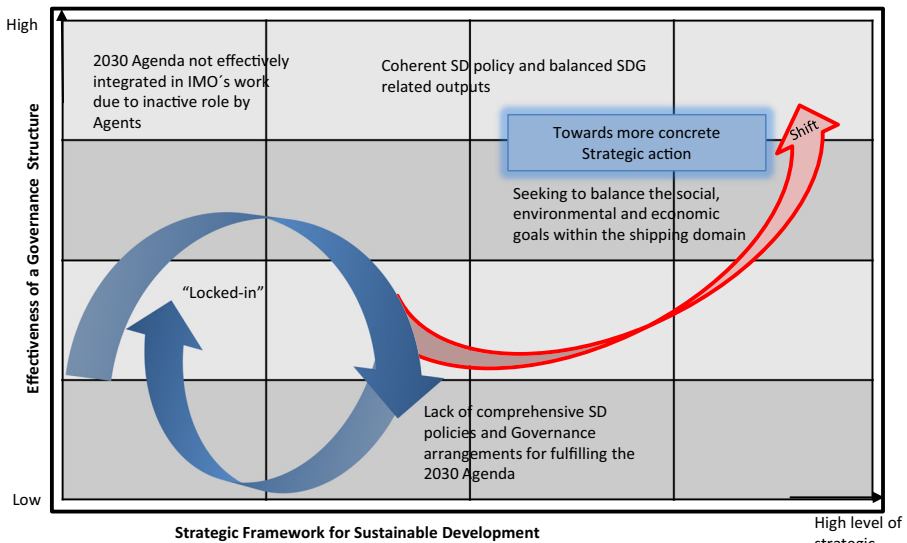 High
2030 Agenda not effectively
integrated in IMO´s work
due to inactive role by
Agents
Coherent SD policy and balanced SDG
related outputs
Towards more concrete
Strategic action
Shift
Seeking to balance the social,
environmental and economic
goals within the shipping domain
Effectiveness of a Governance Structure
“Locked-in”
Lack of comprehensive SD
policies and Governance
arrangements for fulfilling the
2030 Agenda
Low
Strategic Framework for Sustainable Development
High level of
strategic